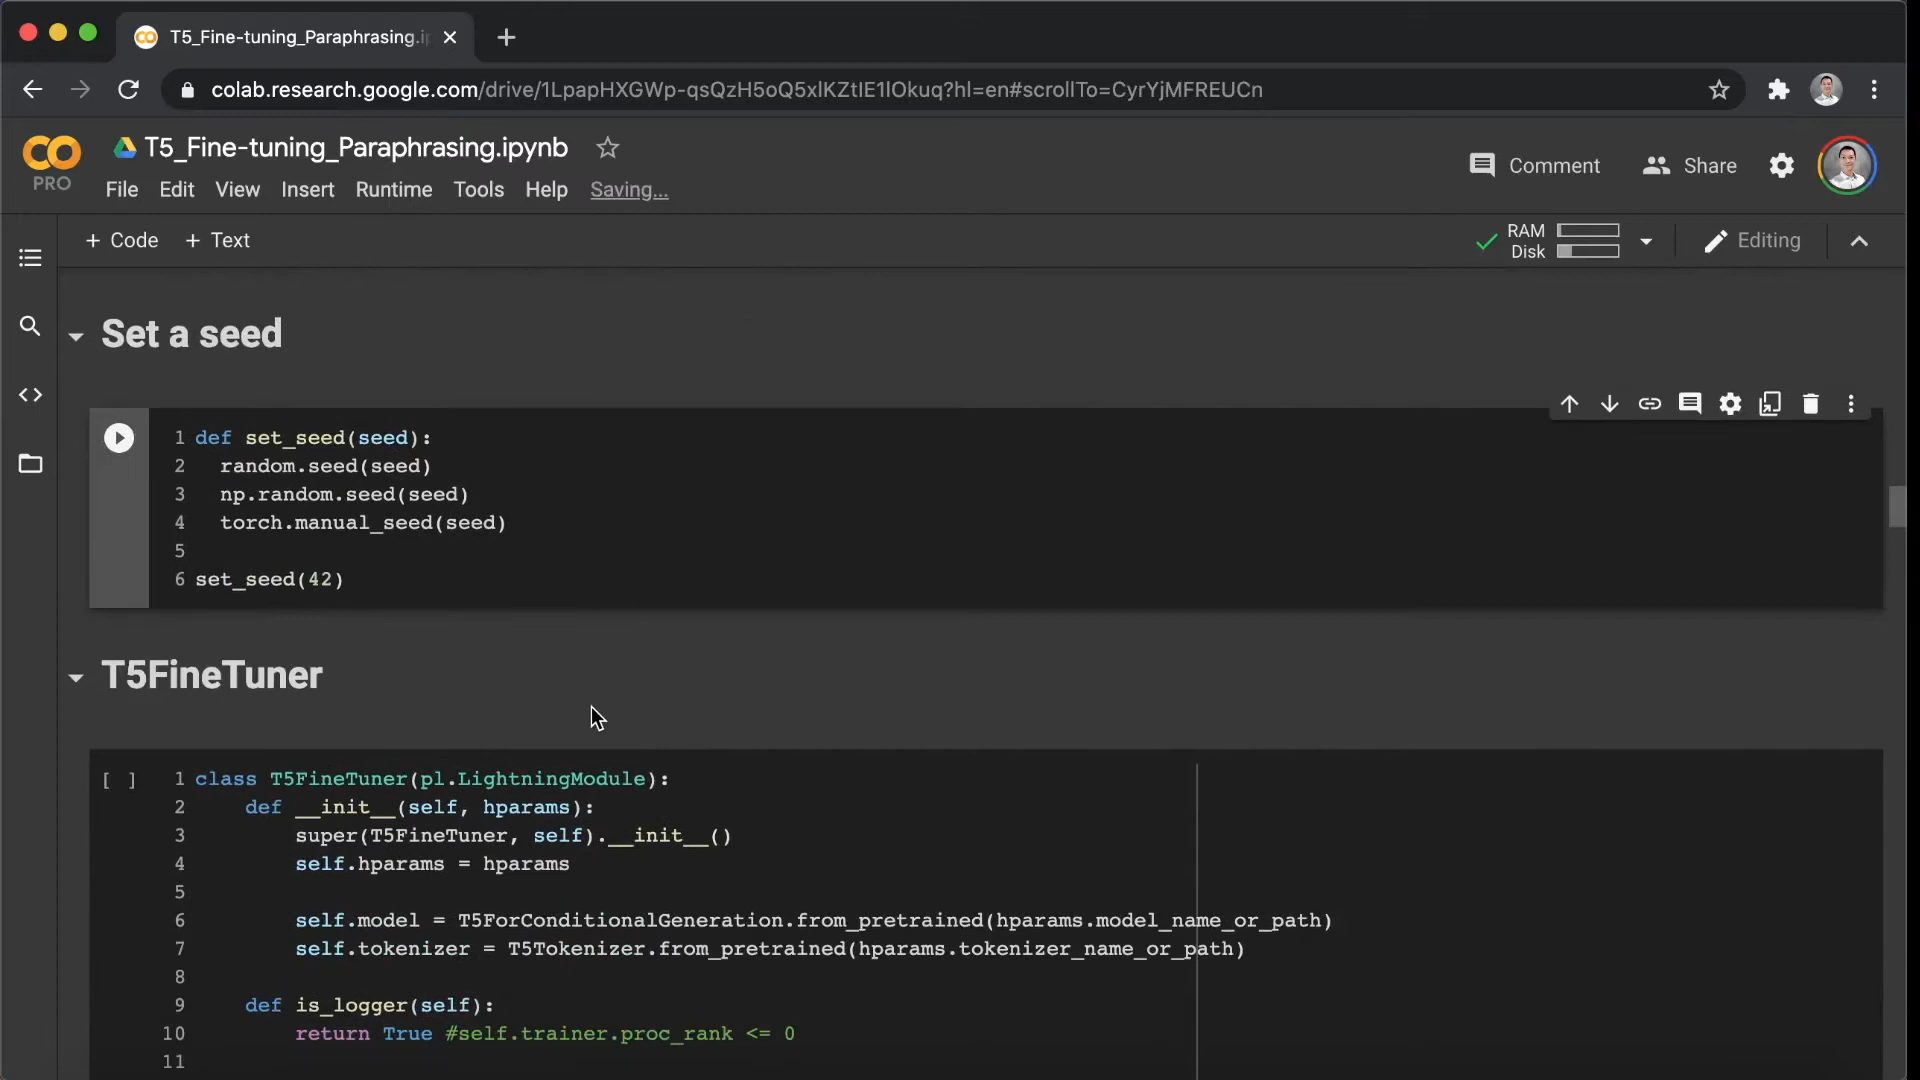 T5_Fine-tuning_Paraphrasing.i
colab.research.google.com/drive/1LpapHXGWp-qsQzH5oQ5xlKZtIE1lOkuq?hl=en#scrollTo=CyrYjMFREUCn
CO
PRO
T5_Fine-tuning_Paraphrasing.ipynb
File Edit View Insert Runtime Tools Help Saving...
Comment Share
+ Code + Text
RAM
Disk
Editing
Set a seed
1 def set_seed(seed):
2 random.seed(seed)
3 np.random.seed(seed)
4 torch.manual_seed(seed)
5
6 set_seed(42)
T5FineTuner
[ ] 1 class T5FineTuner(pl.LightningModule):
2 def __init__(self, hparams):
3 super(T5FineTuner, self).__init__()
4 self.hparams = hparams
5
6 self.model = T5ForConditionalGeneration.from_pretrained(hparams.model_name_or_path)
7 self.tokenizer = T5Tokenizer.from_pretrained(hparams.tokenizer_name_or_path)
8
9 def is_logger(self):
10 return True #self.trainer.proc_rank <= 0
11